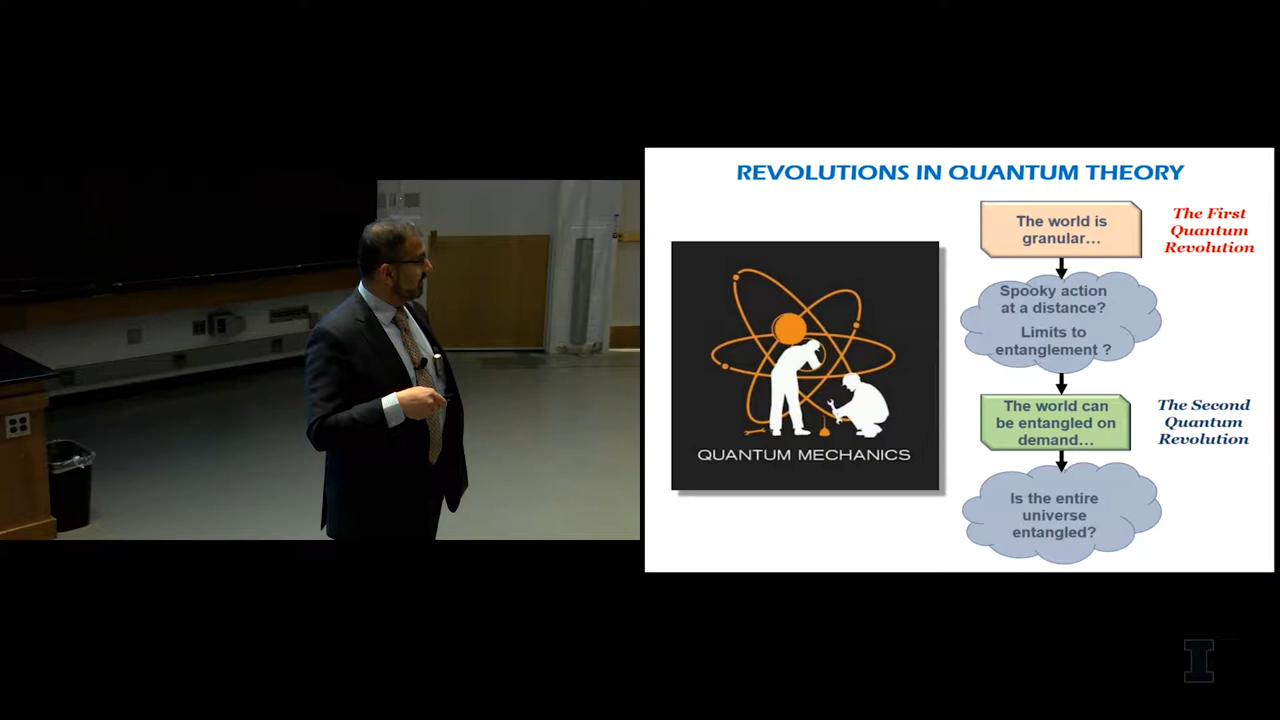 REVOLUTIONS IN QUANTUM THEORY
The world is
granular...
The First
Quantum
Revolution
Spooky action
at a distance?
Limits to
entanglement ?
The world can
be entangled on
demand...
The Second
Quantum
Revolution
Is the entire
universe
entangled?
QUANTUM MECHANICS
I